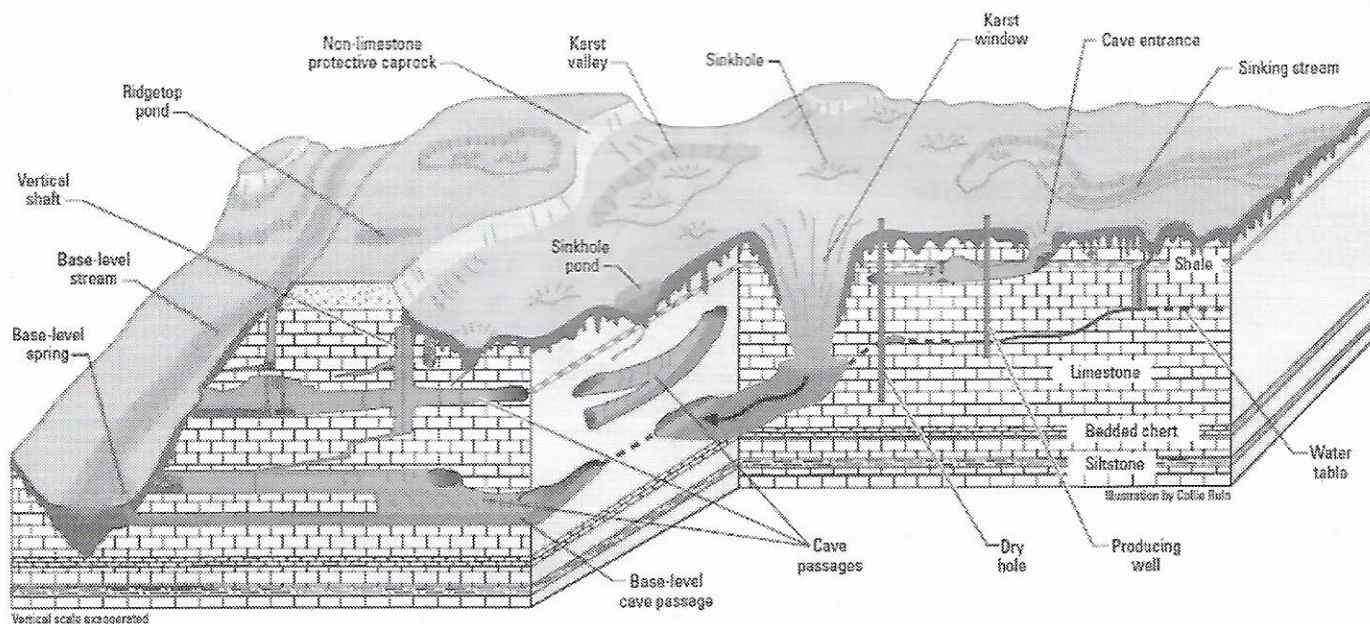 Non-limestone
protective caprock
Karst
valley
Sinkhole
Karst
window
Cave entrance
Sinking stream
Ridgetop
pond
Vertical
shaft
Base-level
stream
Base-level
spring
Sinkhole
pond
Shale
Limestone
Bedded chert
Siltstone
Water
table
Illustration by Collie Rulo
Cave
passages
Dry
hole
Producing
well
Base-level
cave passage
Vertical scale exaggerated